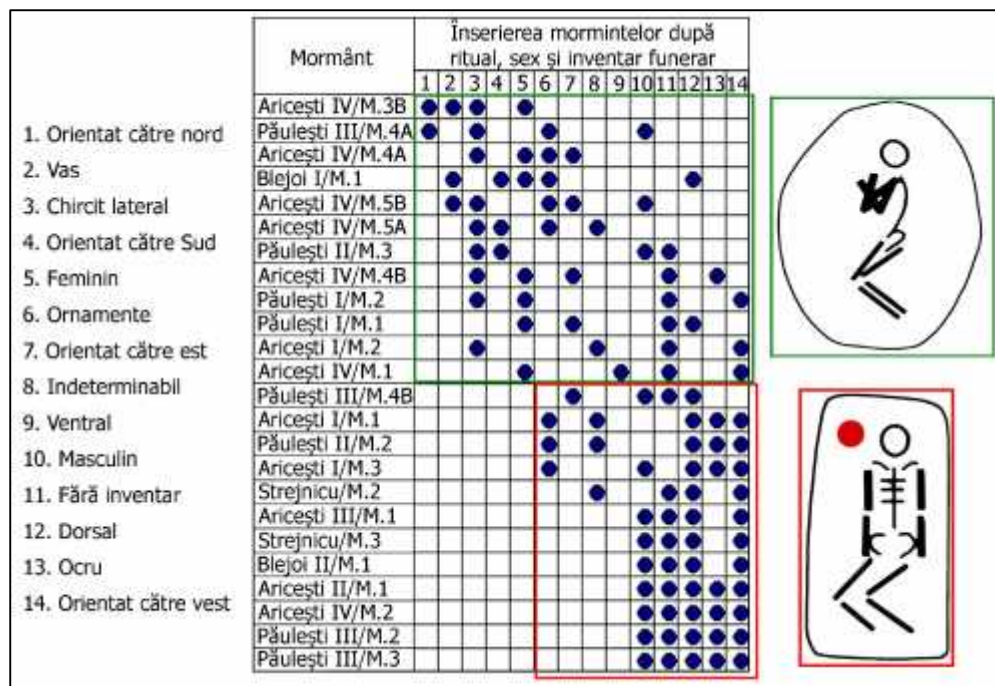 1. Orientat către nord
2. Vas
3. Chircit lateral
4. Orientat către Sud
5. Feminin
6. Ornamente
7. Orientat către est
8. Indeterminabil
9. Ventral
10. Masculin
11. Fără inventar
12. Dorsal
13. Ocru
14. Orientat către vest
Mormânt
Înserierea mormintelor după
ritual, sex și inventar funerar
1 2 3 4 5 6 7 8 9 10 11 12 13 14
Aricești IV/M.3B
Păulești III/M.4A
Aricești IV/M.4A
Blejoi I/M.1
Aricești IV/M.5B
Aricești IV/M.5A
Păulești II/M.3
Aricești IV/M.4B
Păulești I/M.2
Păulești I/M.1
Aricești I/M.2
Aricești IV/M.1
Păulești III/M.4B
Aricești I/M.1
Păulești II/M.2
Aricești I/M.3
Strejnicu/M.2
Aricești III/M.1
Strejnicu/M.3
Blejoi II/M.1
Aricești II/M.1
Aricești IV/M.2
Păulești III/M.2
Păulești III/M.3